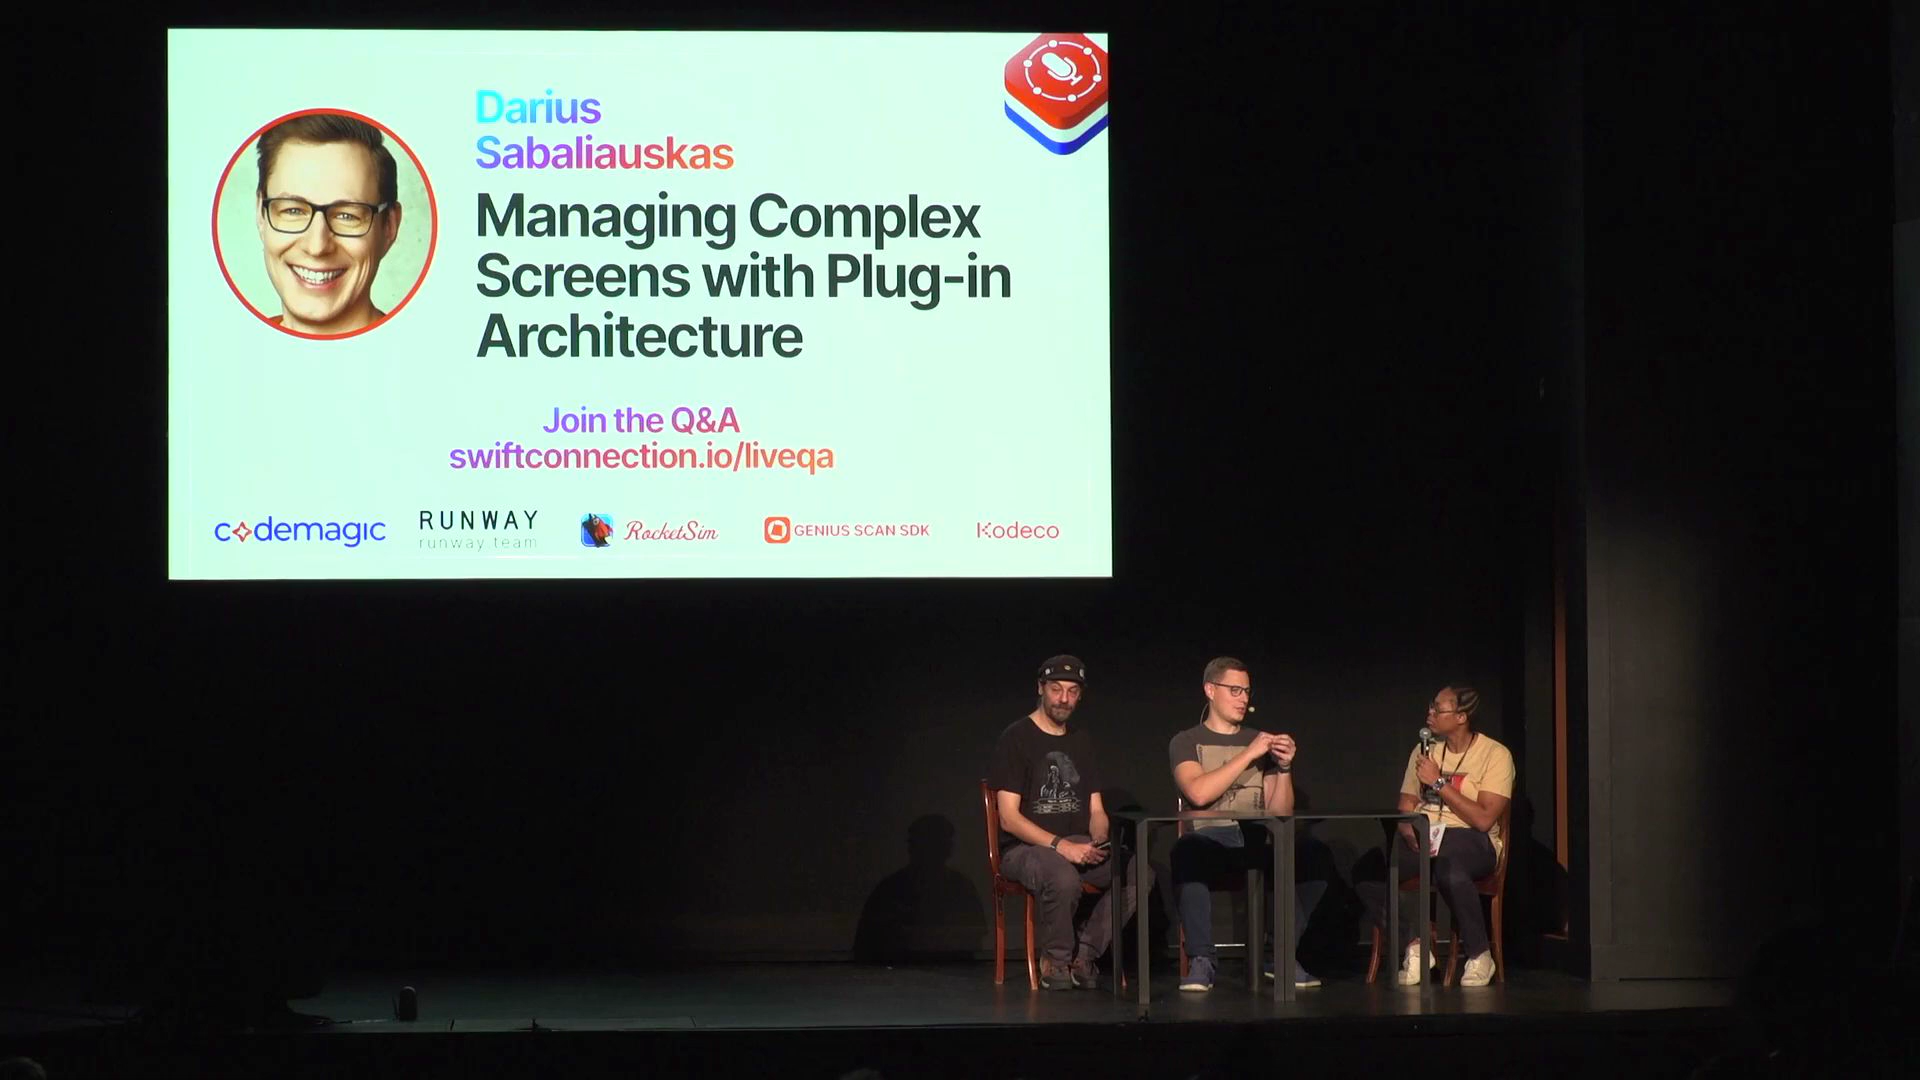 Darius
Sabaliauskas
Managing Complex
Screens with Plug-in
Architecture
Join the Q&A
swiftconnection.io/liveqa
codemagic
RUNWAY
runway.team
RocketSim
GENIUS SCAN SDK
Kodeco